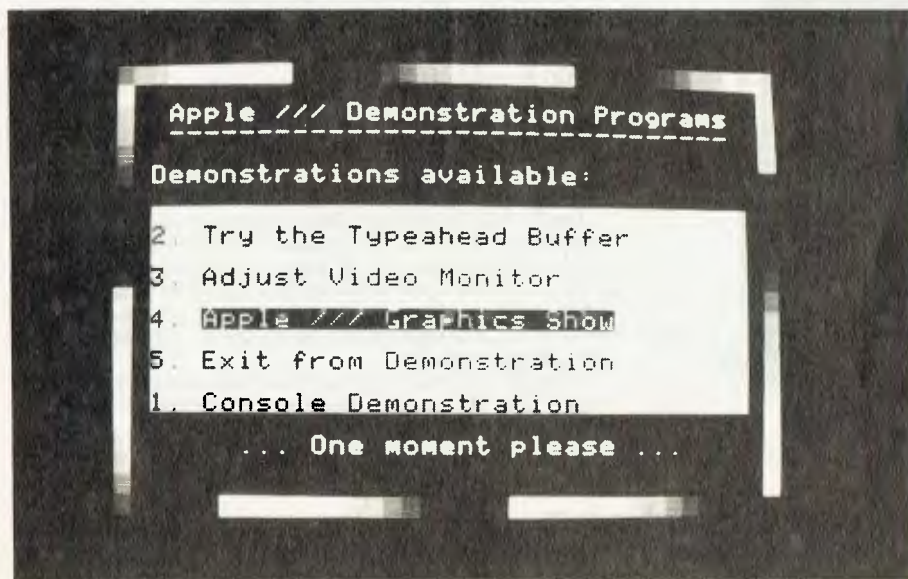 Apple /// Demonstration Programs
Demonstrations available:
2. Try the Typeahead Buffer
3. Adjust Video Monitor
4. Apple /// Graphics Show
5. Exit from Demonstration
1. Console Demonstration
... One moment please ...